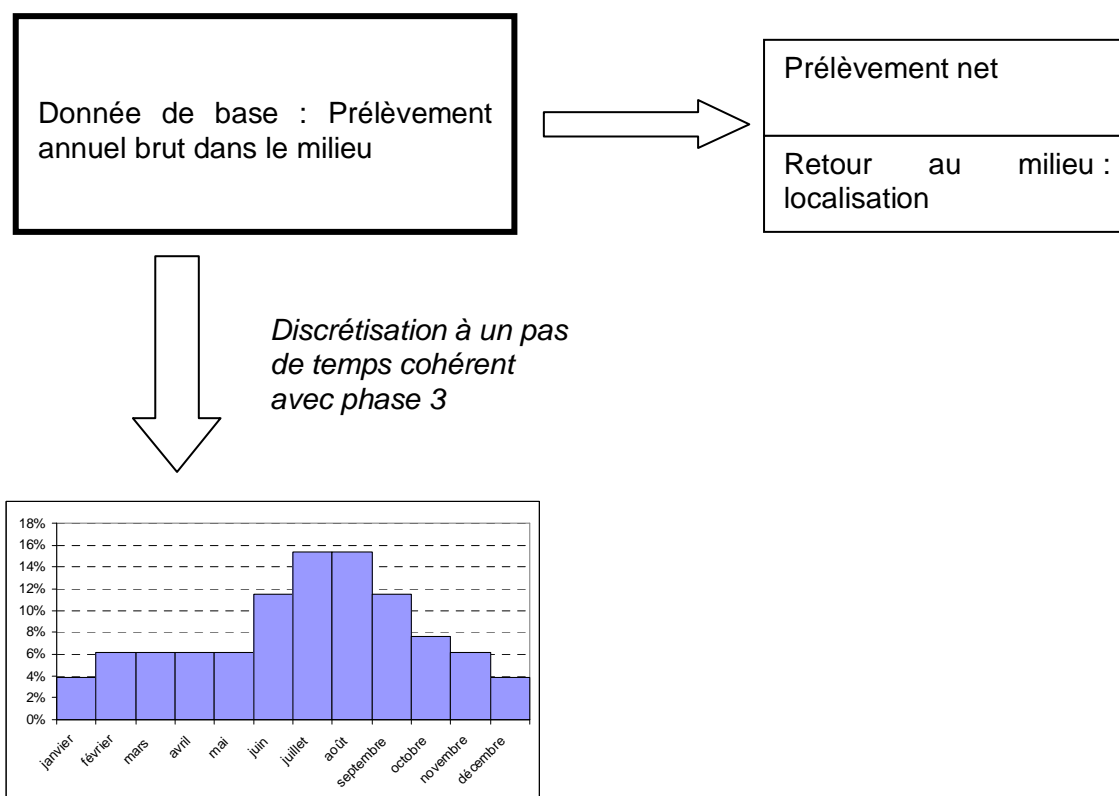 Donnée de base : Prélèvement
annuel brut dans le milieu
Prélèvement net
Retour au milieu :
localisation
Discrétisation à un pas
de temps cohérent
avec phase 3
18%
16%
14%
12%
10%
8%
6%
4%
2%
0%
janvier
février
mars
avril
mai
juin
juillet
août
septembre
octobre
novembre
décembre